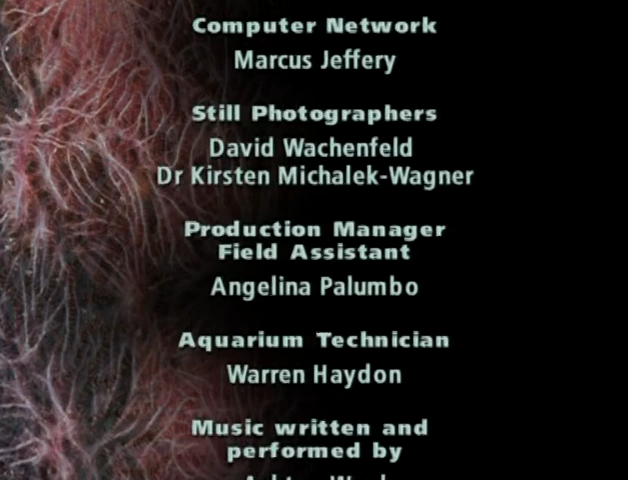 Computer Network
Marcus Jeffery
Still Photographers
David Wachenfeld
Dr Kirsten Michalek-Wagner
Production Manager
Field Assistant
Angelina Palumbo
Aquarium Technician
Warren Haydon
Music written and
performed by